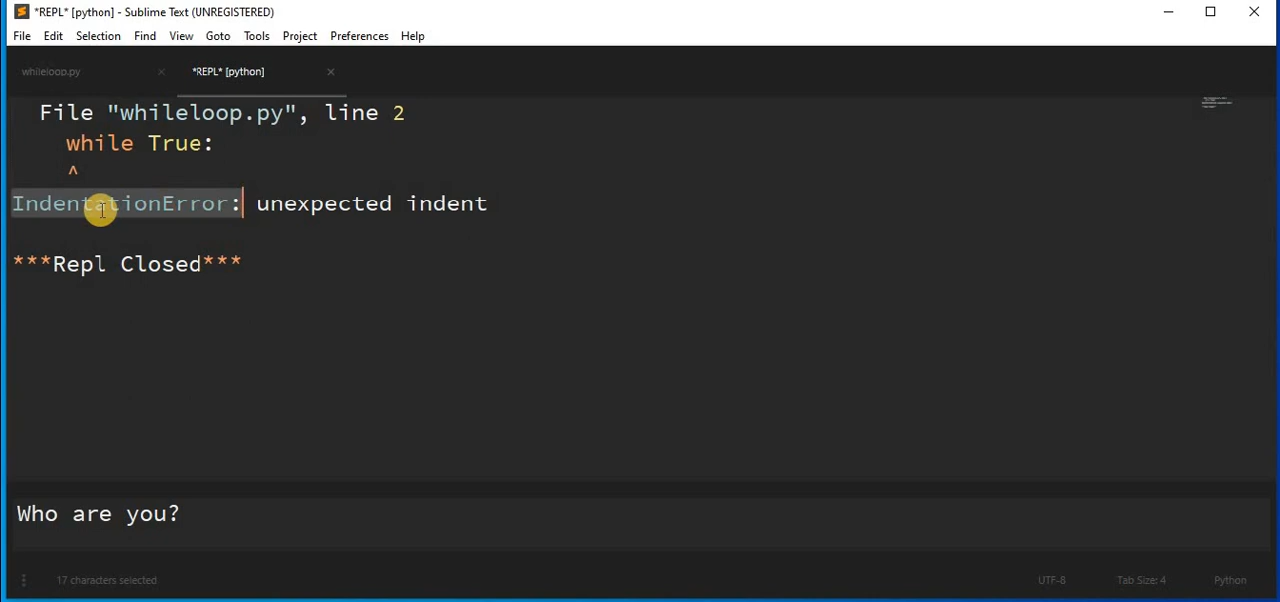 *REPL* [python] - Sublime Text (UNREGISTERED)
File Edit Selection Find View Goto Tools Project Preferences Help
whileloop.py *REPL* [python]
File "whileloop.py", line 2
while True:
^
IndentationError: unexpected indent
***Repl Closed***
Who are you?
17 characters selected UTF-8 Tab Size: 4 Python